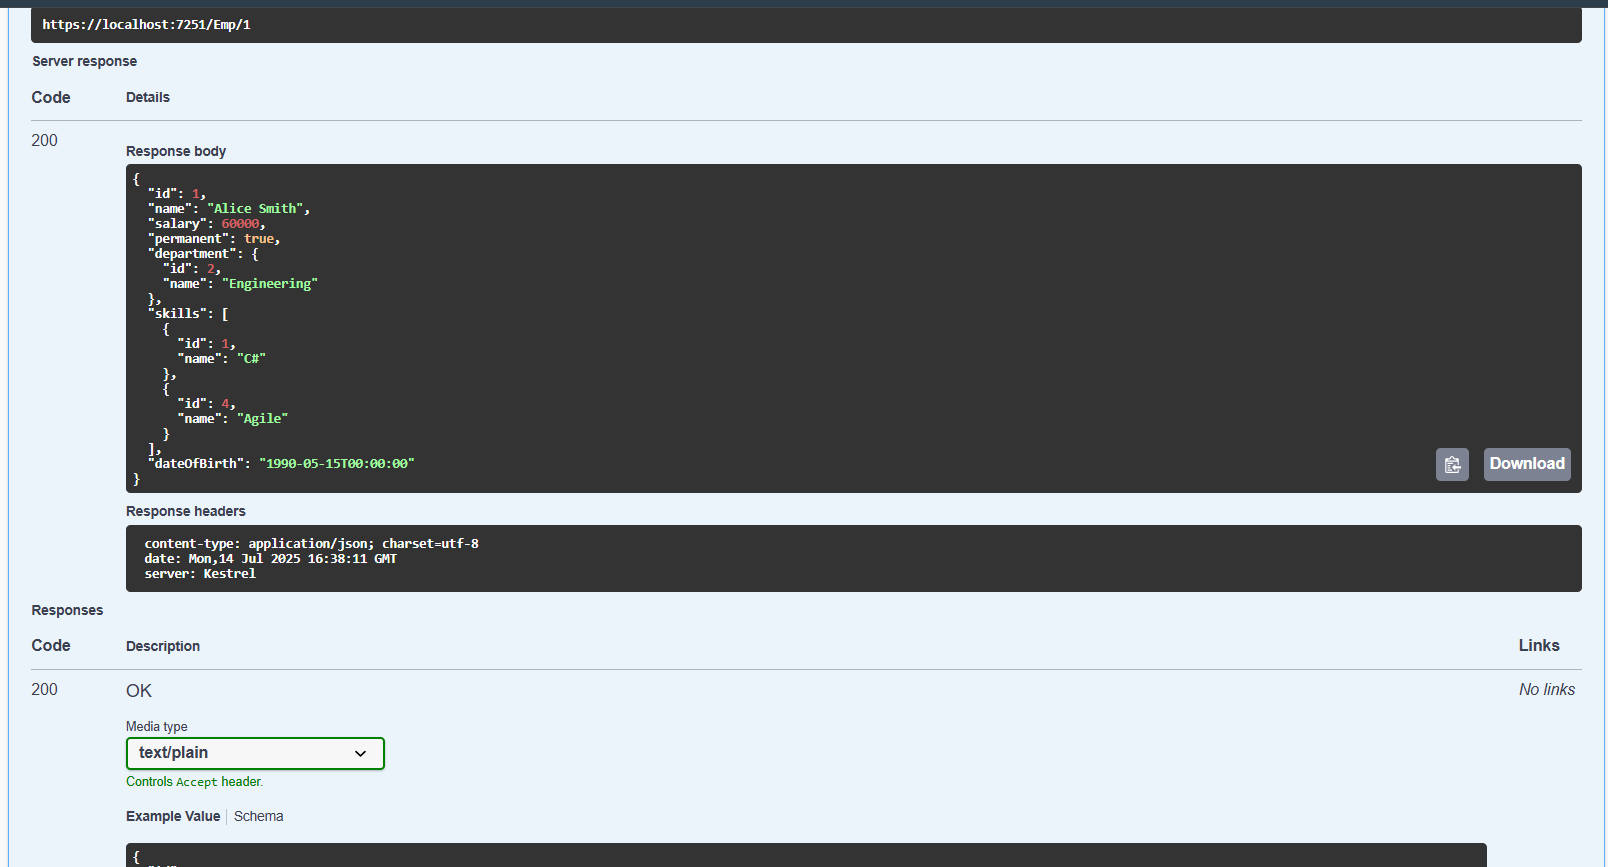 https://localhost:7251/Emp/1
Server response
Code Details
200
Response body
{
  "id": 1,
  "name": "Alice Smith",
  "salary": 60000,
  "permanent": true,
  "department": {
    "id": 2,
    "name": "Engineering"
  },
  "skills": [
    {
      "id": 1,
      "name": "C#"
    },
    {
      "id": 4,
      "name": "Agile"
    }
  ],
  "dateOfBirth": "1990-05-15T00:00:00"
}
Download
Response headers
content-type: application/json; charset=utf-8
date: Mon,14 Jul 2025 16:38:11 GMT
server: Kestrel
Responses
Code Description Links
200 OK No links
Media type
text/plain
Controls Accept header.
Example Value Schema
{